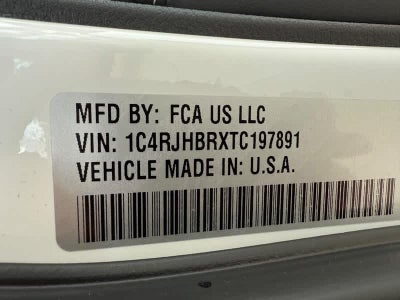 MFD BY: FCA US LLC
VIN: 1C4RJHBRXTC197891
VEHICLE MADE IN: U.S.A.